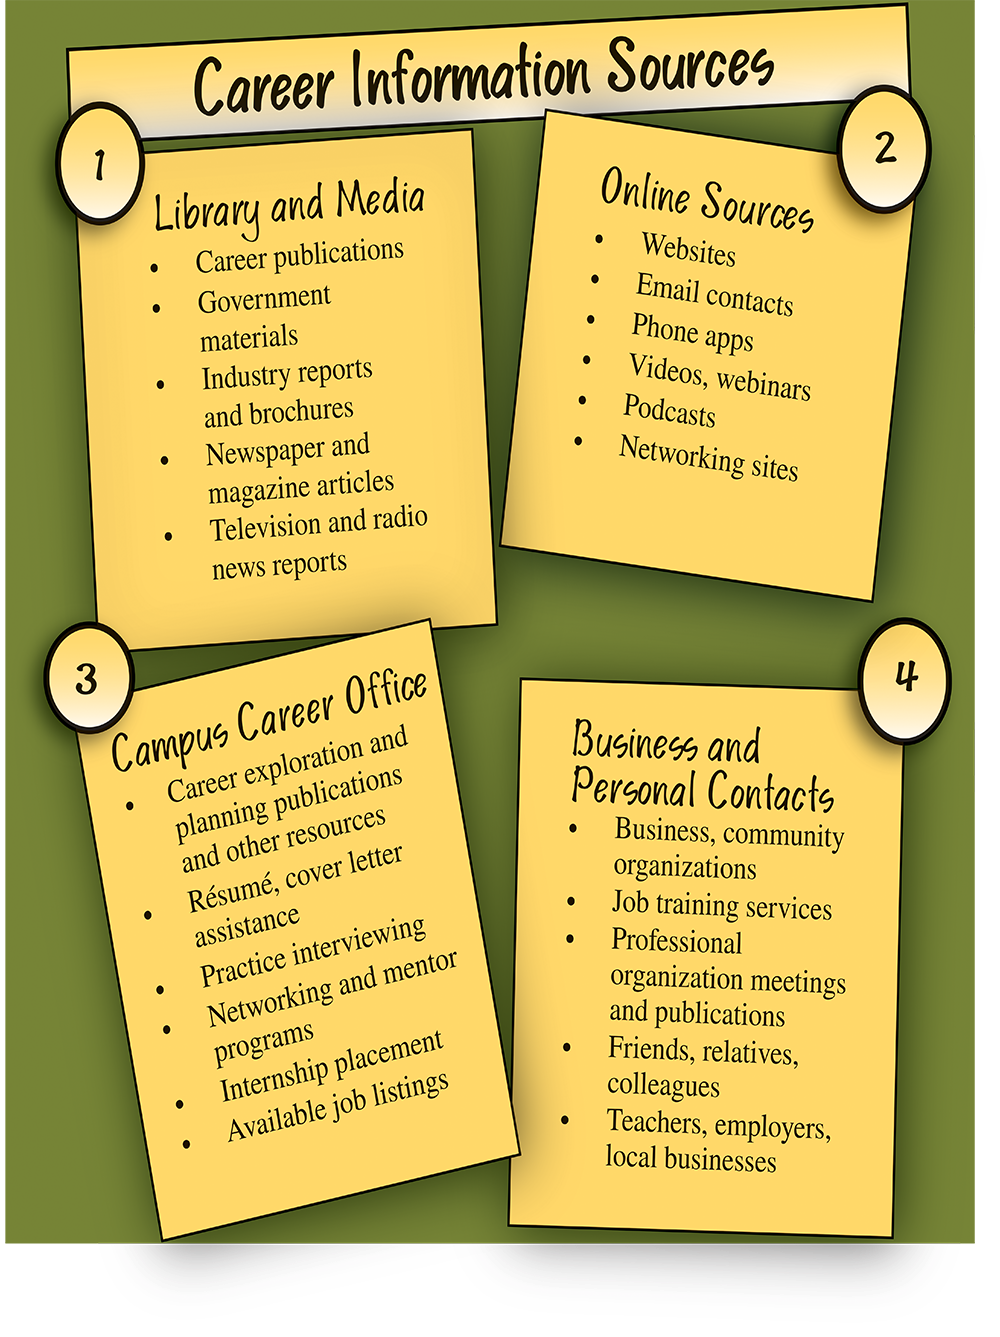 Career Information Sources
1
Library and Media
• Career publications
• Government
materials
• Industry reports
and brochures
• Newspaper and
magazine articles
• Television and radio
news reports
2
Online Sources
• Websites
• Email contacts
• Phone apps
• Videos, webinars
• Podcasts
• Networking sites
3
Campus Career Office
• Career exploration and
planning publications
and other resources
• Résumé, cover letter
assistance
• Practice interviewing
• Networking and mentor
programs
• Internship placement
• Available job listings
4
Business and
Personal Contacts
• Business, community
organizations
• Job training services
• Professional
organization meetings
and publications
• Friends, relatives,
colleagues
• Teachers, employers,
local businesses